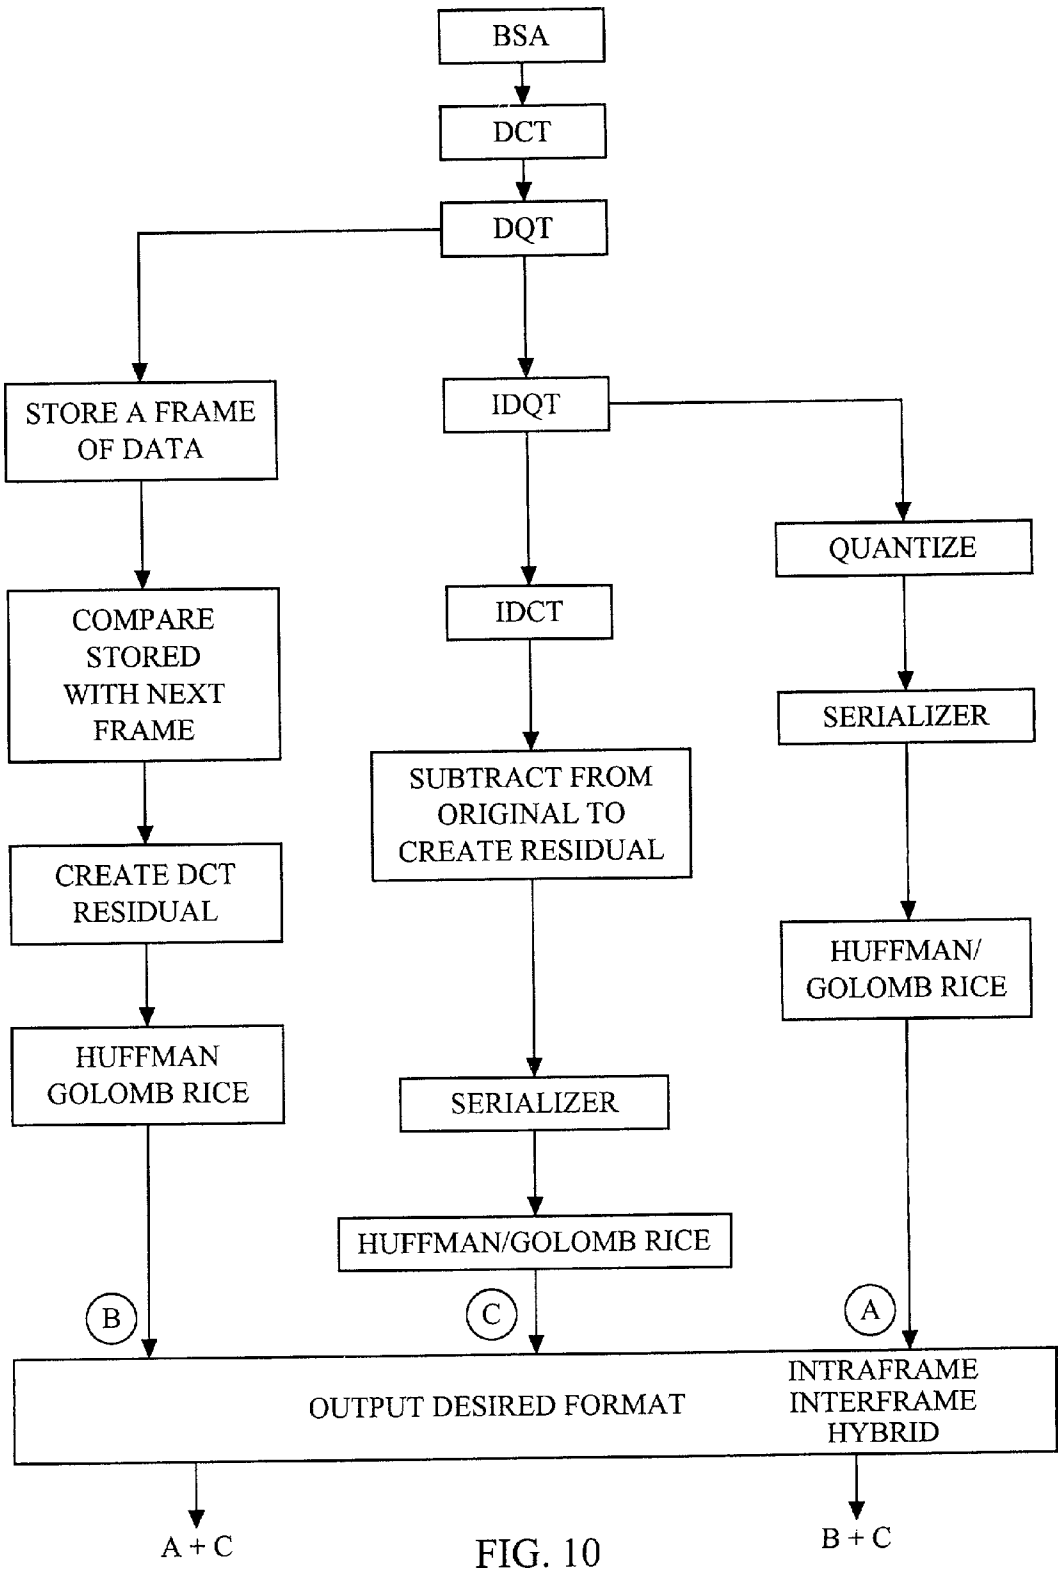 BSA
DCT
DQT
STORE A FRAME
OF DATA
IDQT
QUANTIZE
COMPARE
STORED
WITH NEXT
FRAME
IDCT
SERIALIZER
SUBTRACT FROM
ORIGINAL TO
CREATE RESIDUAL
CREATE DCT
RESIDUAL
HUFFMAN/
GOLOMB RICE
HUFFMAN
GOLOMB RICE
SERIALIZER
HUFFMAN/GOLOMB RICE
B
C
A
OUTPUT DESIRED FORMAT
INTRAFRAME
INTERFRAME
HYBRID
A + C
B + C
FIG. 10